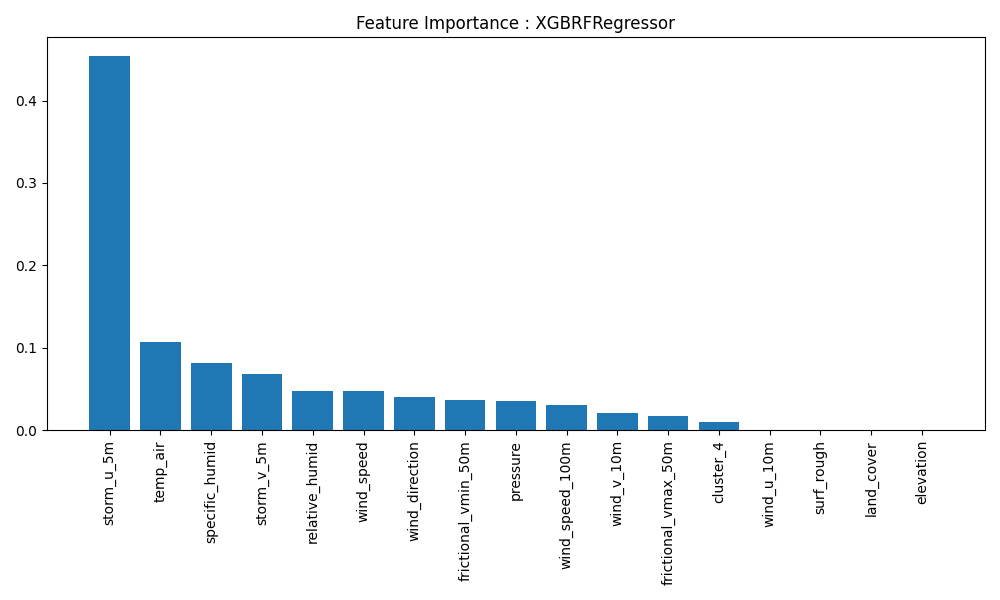 Feature Importance : XGBRFRegressor
0.4
0.3
0.2
0.1
0.0
storm_u_5m
temp_air
specific_humid
storm_v_5m
relative_humid
wind_speed
wind_direction
frictional_vmin_50m
pressure
wind_speed_100m
wind_v_10m
frictional_vmax_50m
cluster_4
wind_u_10m
surf_rough
land_cover
elevation